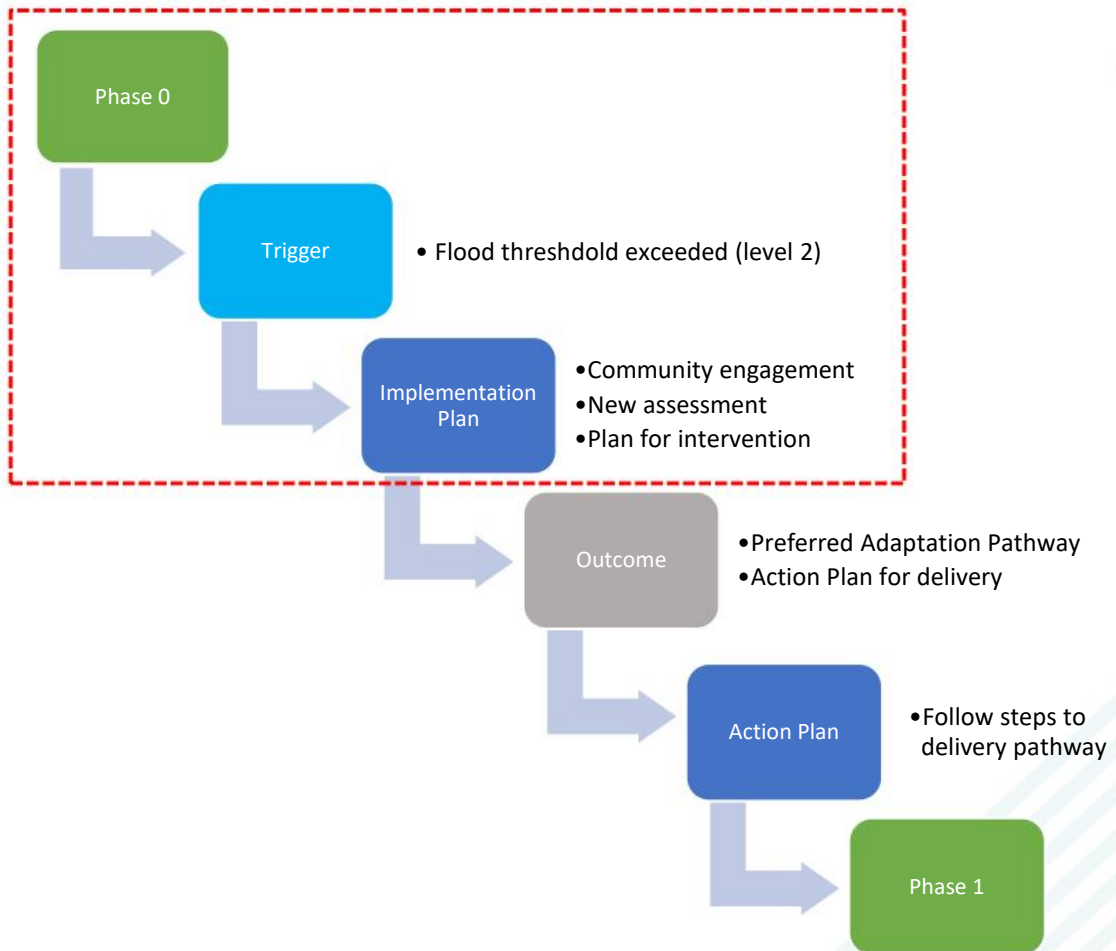 Phase 0
Trigger
• Flood threshdold exceeded (level 2)
Implementation
Plan
•Community engagement
•New assessment
•Plan for intervention
Outcome
•Preferred Adaptation Pathway
•Action Plan for delivery
Action Plan
•Follow steps to
delivery pathway
Phase 1